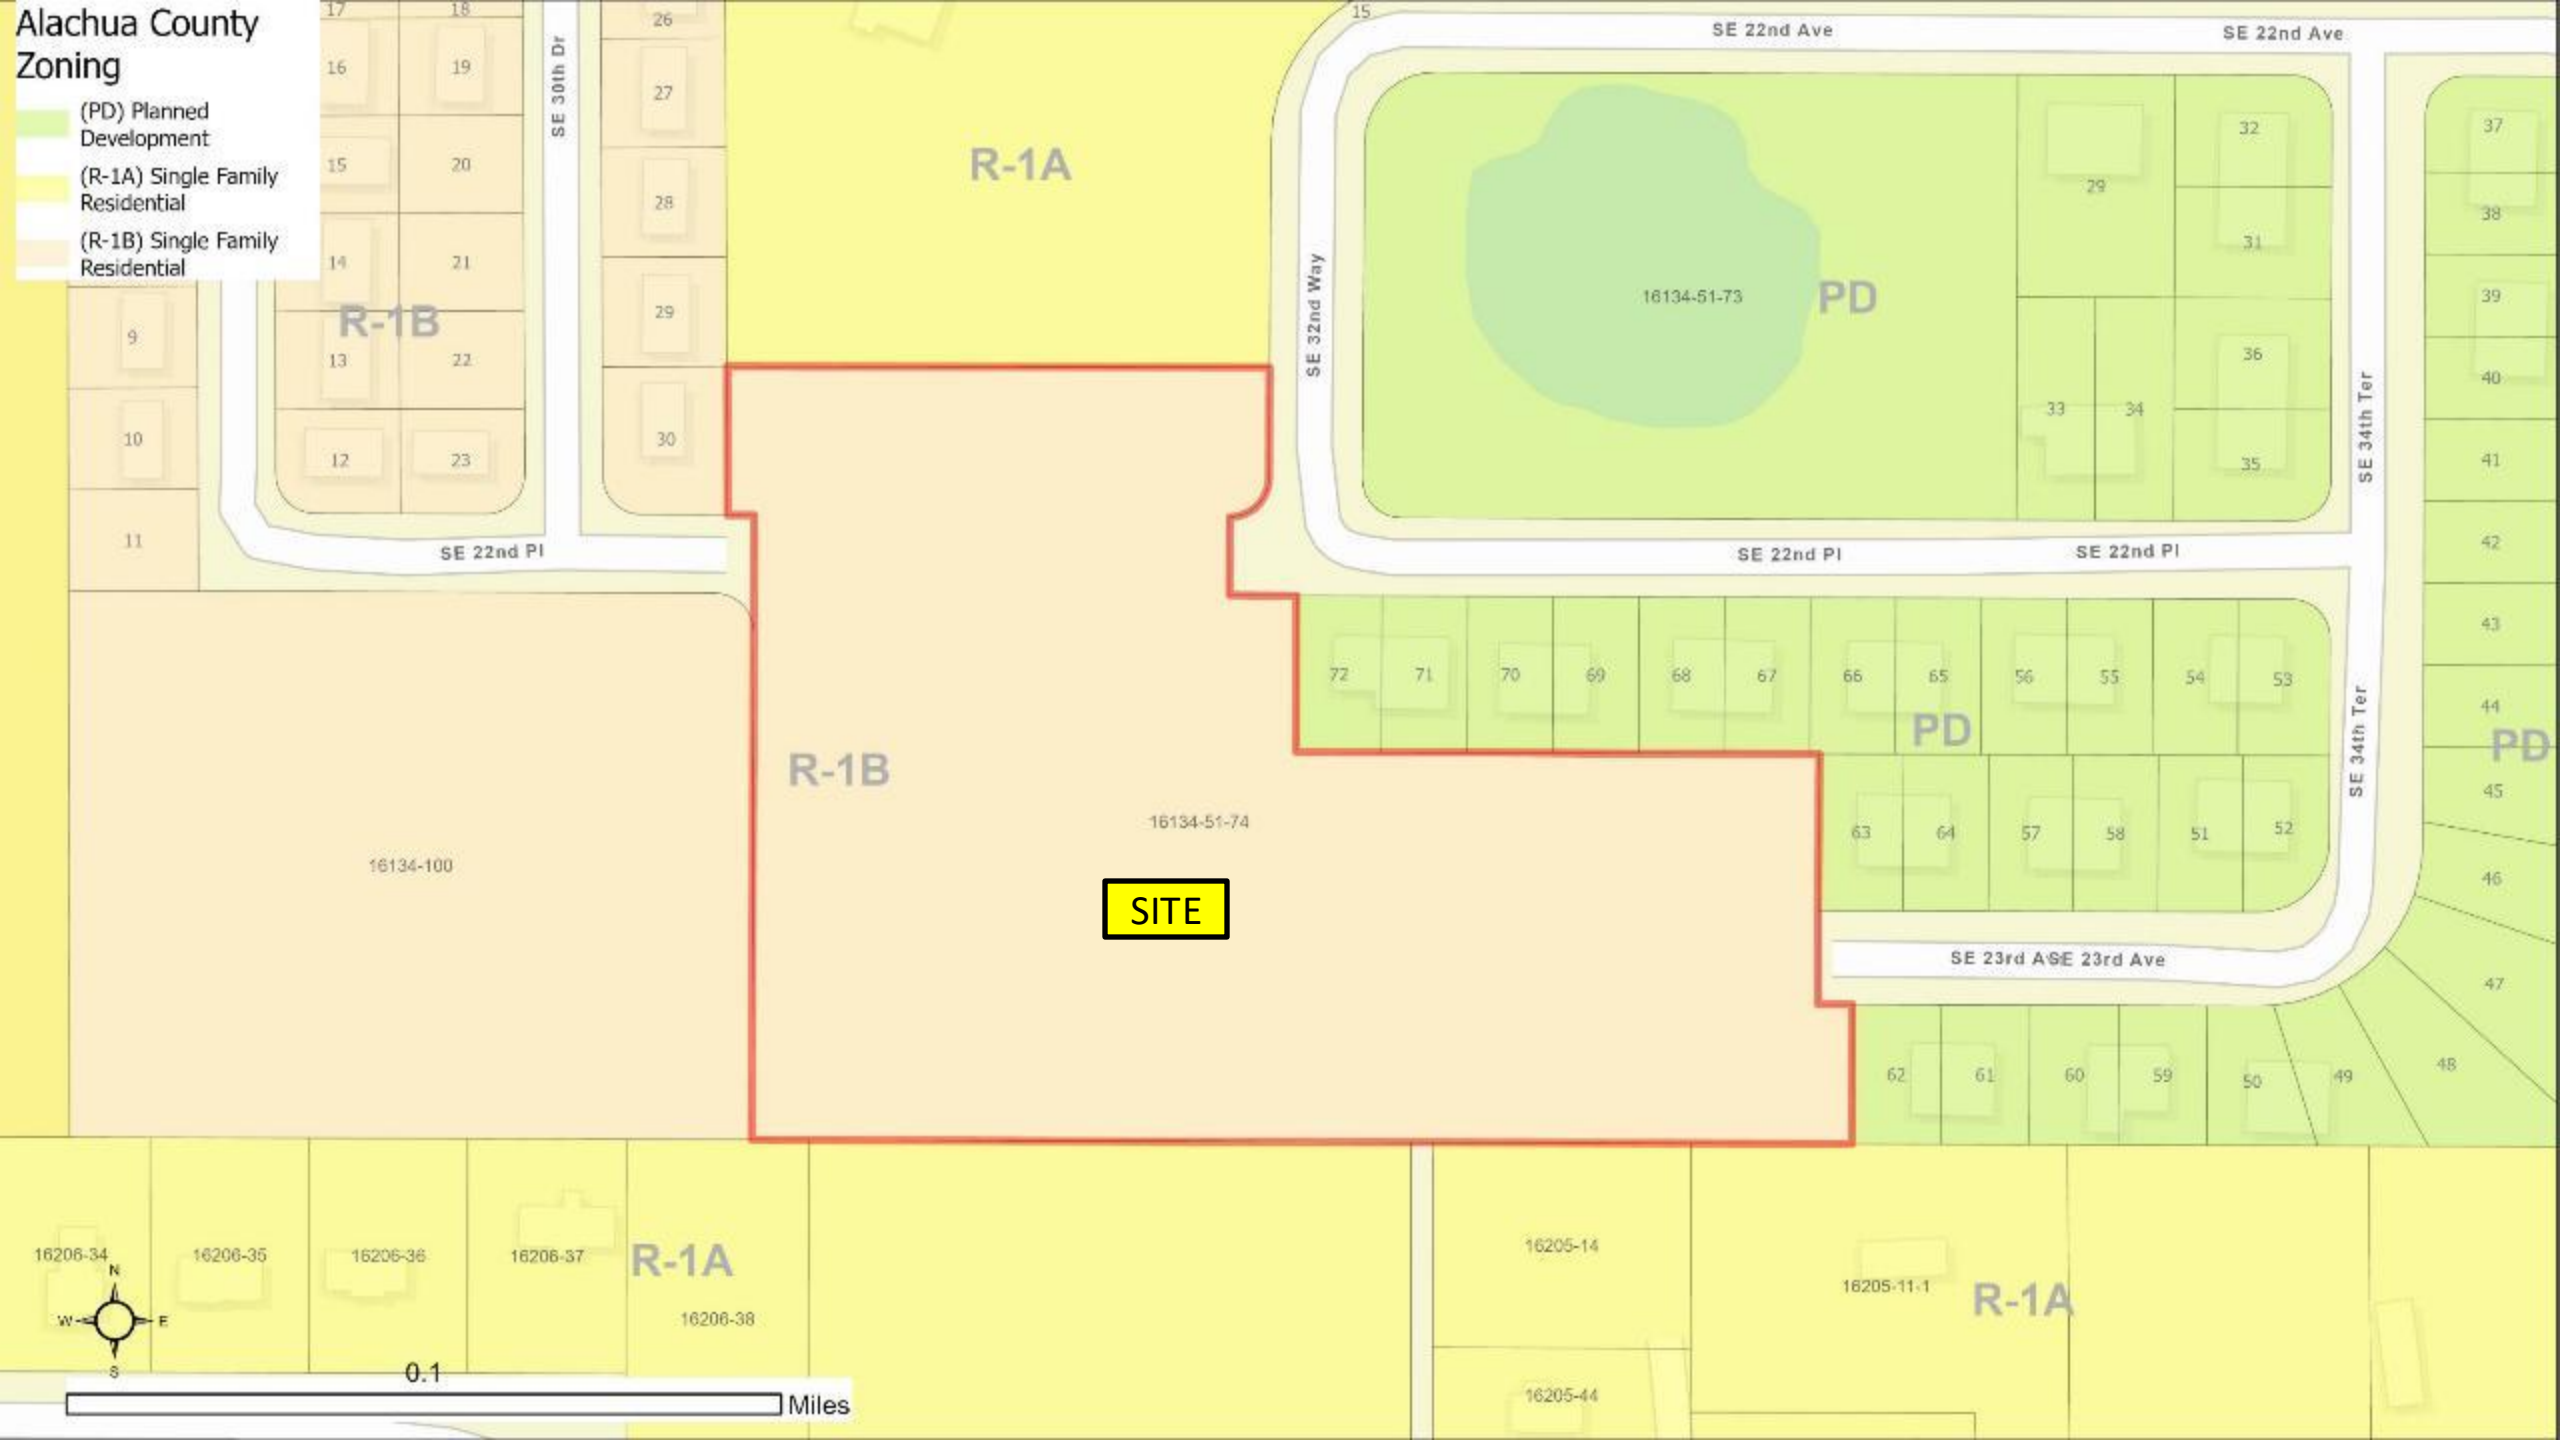 Alachua County
Zoning
(PD) Planned
Development
(R-1A) Single Family
Residential
(R-1B) Single Family
Residential
17
18
26
15
SE 22nd Ave
SE 22nd Ave
16
19
SE 30th Dr
27
37
32
15
20
R-1A
29
28
38
31
14
21
SE 32nd Way
16134-51-73
PD
39
R-1B
29
9
13
22
36
40
33
34
SE 34th Ter
10
12
23
30
35
41
11
SE 22nd Pl
SE 22nd Pl
SE 22nd Pl
42
43
72
71
70
69
68
67
66
65
56
55
54
53
44
PD
SE 34th Ter
PD
R-1B
45
16134-51-74
63
64
57
58
51
52
16134-100
46
SITE
SE 23rd A
SE 23rd Ave
47
62
61
60
59
50
49
48
16206-34
16206-35
16206-36
16206-37
R-1A
16205-14
16205-11-1
R-1A
N
W
E
S
16206-38
0.1
Miles
16205-44